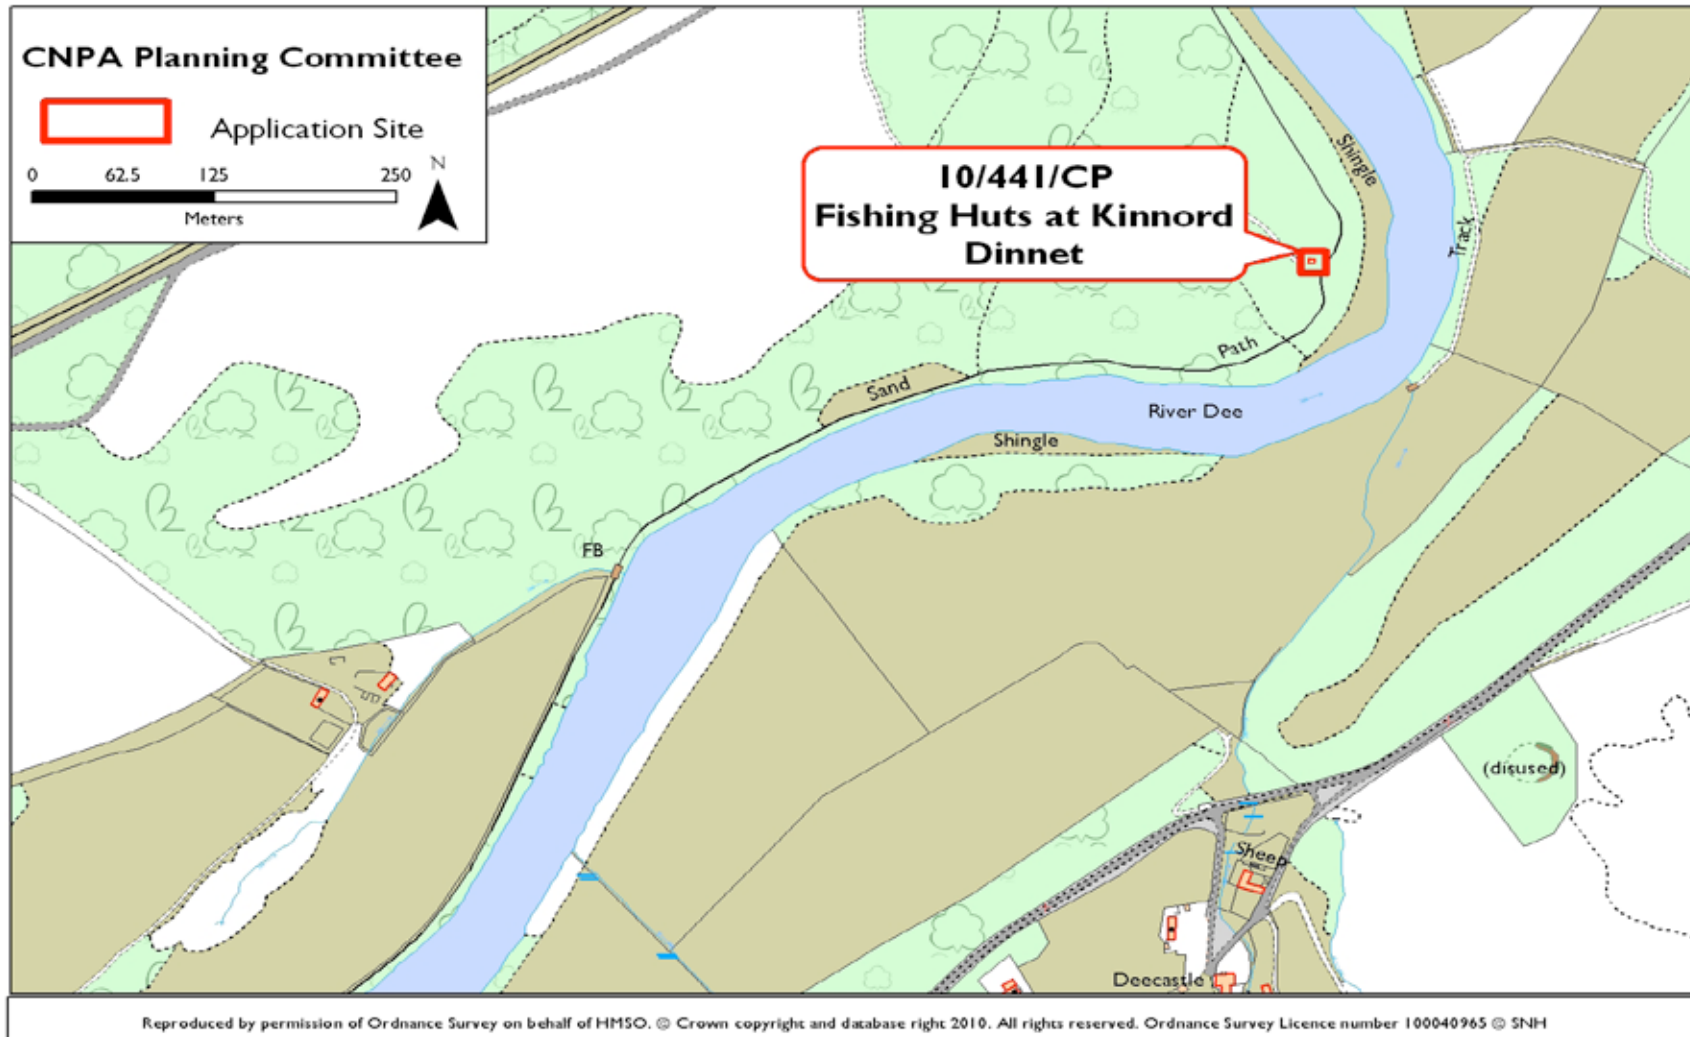 CNPA Planning Committee
Application Site
0 62.5 125 250
N
Meters
10/441/CP
Fishing Huts at Kinnord
Dinnet
Shingle
Track
Path
Sand
River Dee
Shingle
FB
(disused)
Sheep
Deecastle
Reproduced by permission of Ordnance Survey on behalf of HMSO. © Crown copyright and database right 2010. All rights reserved. Ordnance Survey Licence number 100040965 © SNH